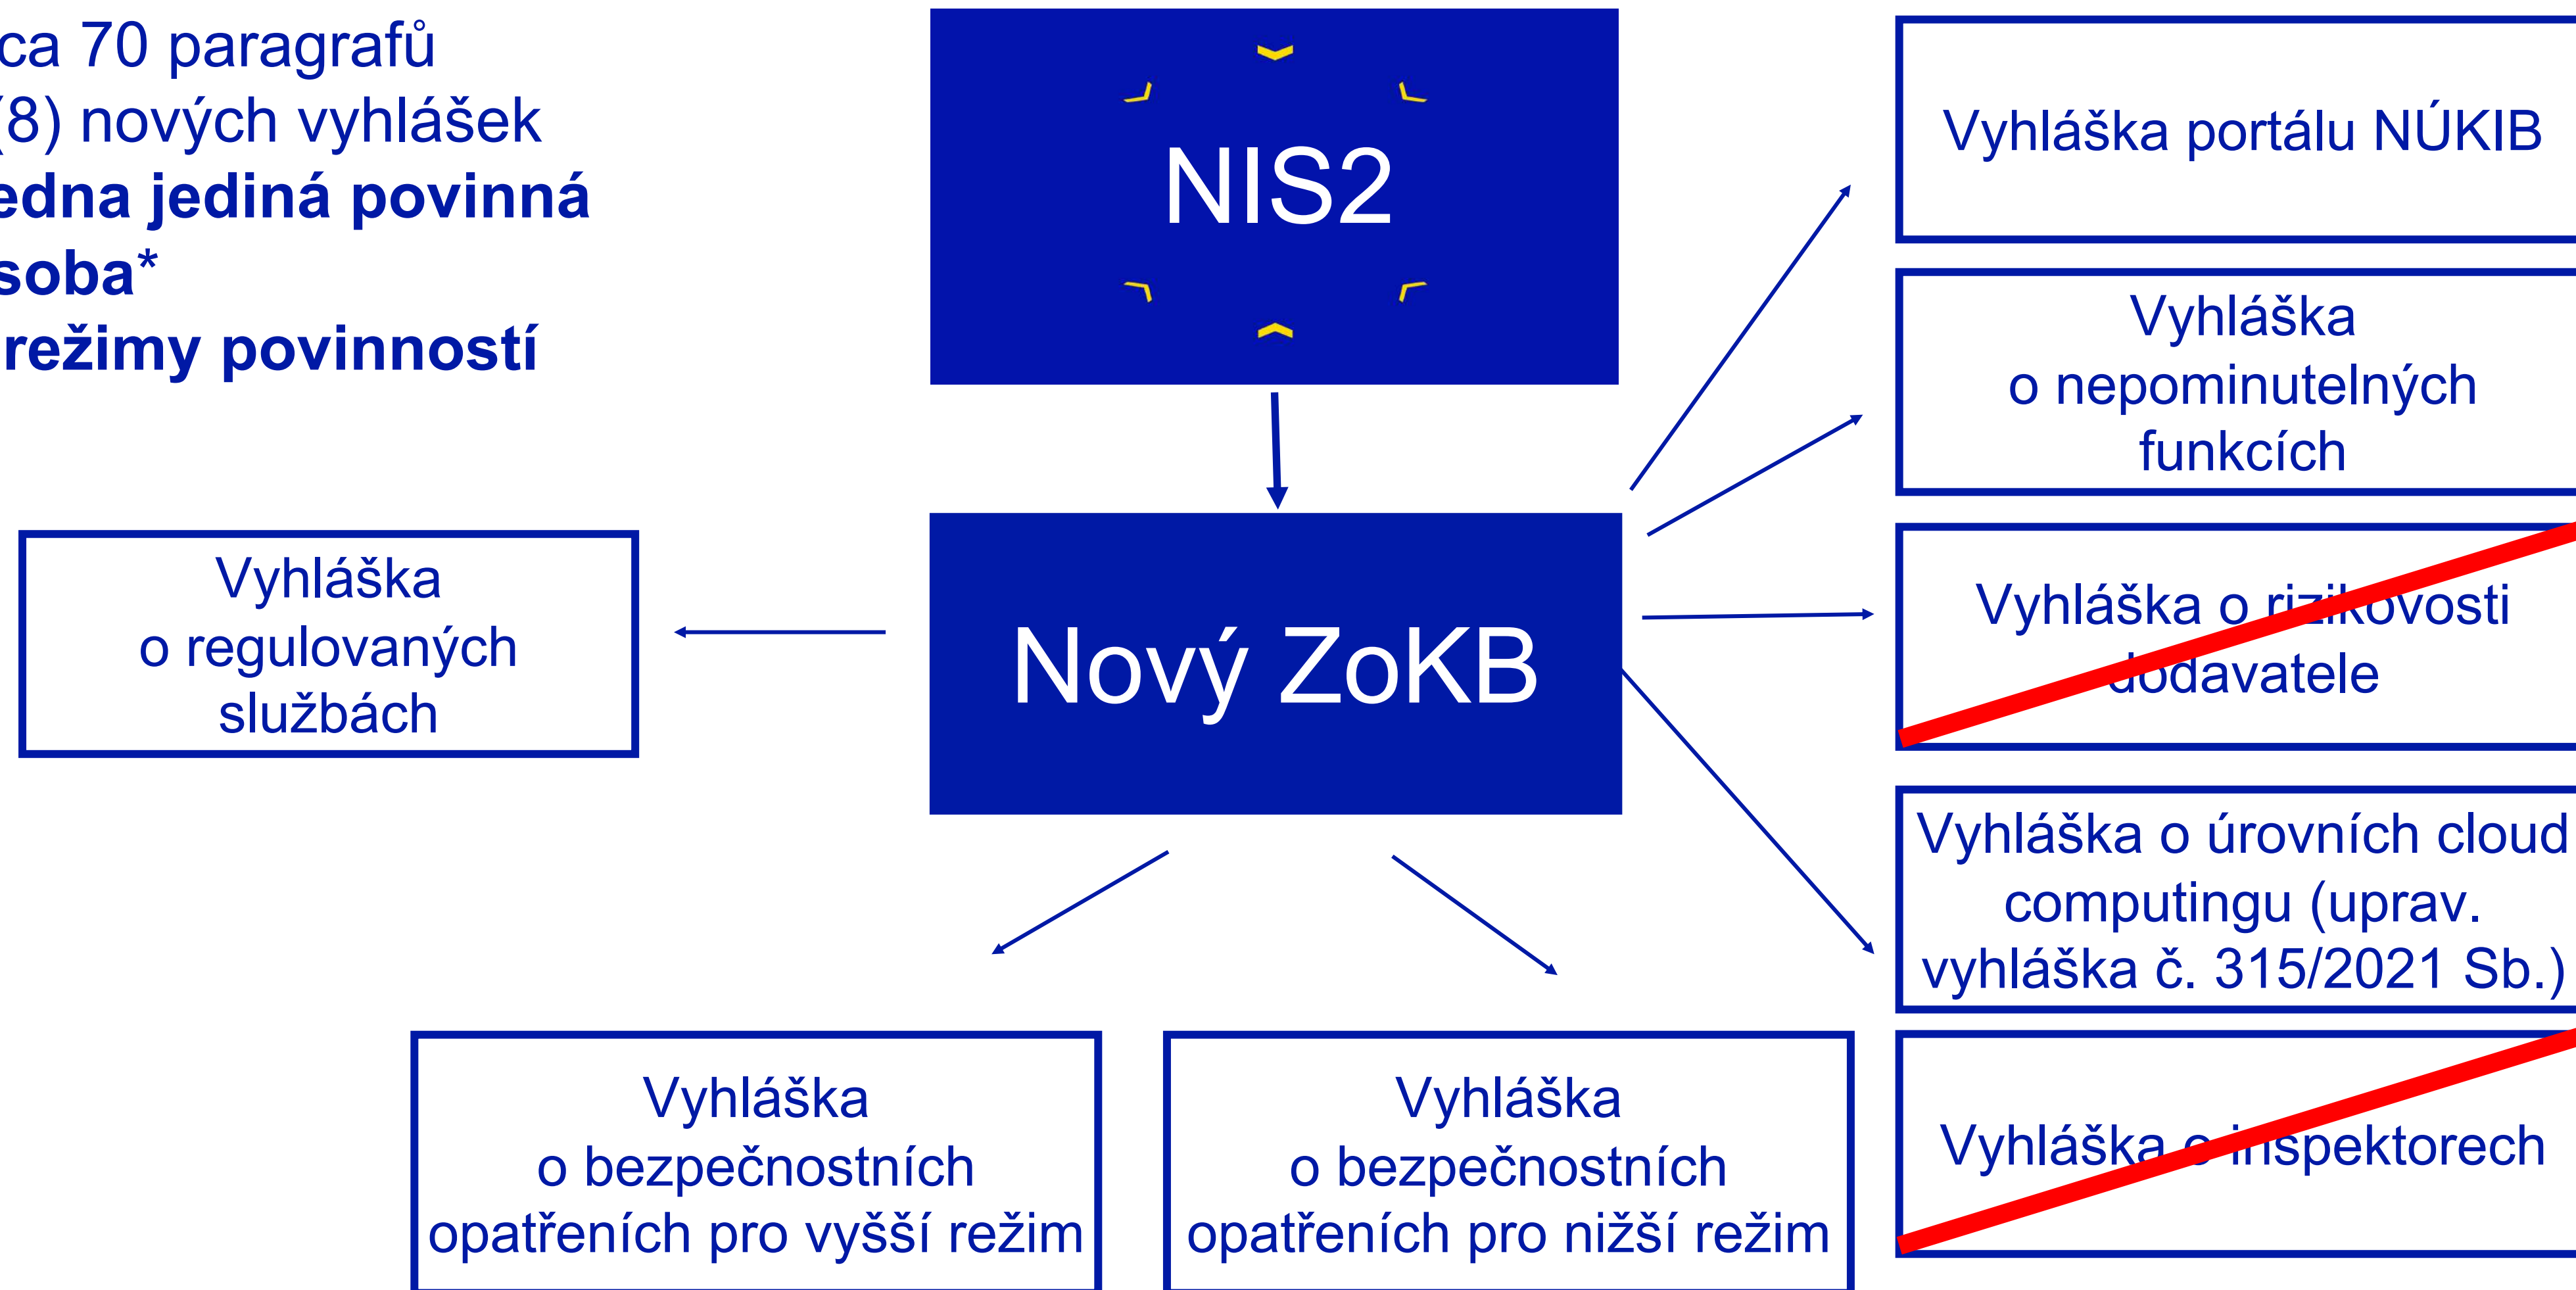 ca 70 paragrafů
(8) nových vyhlášek
edna jediná povinná
soba*
režimy povinností
NIS2
Nový ZoKB
Vyhláška
o regulovaných
službách
Vyhláška portálu NÚKIB
Vyhláška
o nepominutelných
funkcích
Vyhláška o rizikovosti
dodavatele
Vyhláška o úrovních cloud
computingu (uprav.
vyhláška č. 315/2021 Sb.)
Vyhláška o inspektorech
Vyhláška
o bezpečnostních
opatřeních pro vyšší režim
Vyhláška
o bezpečnostních
opatřeních pro nižší režim